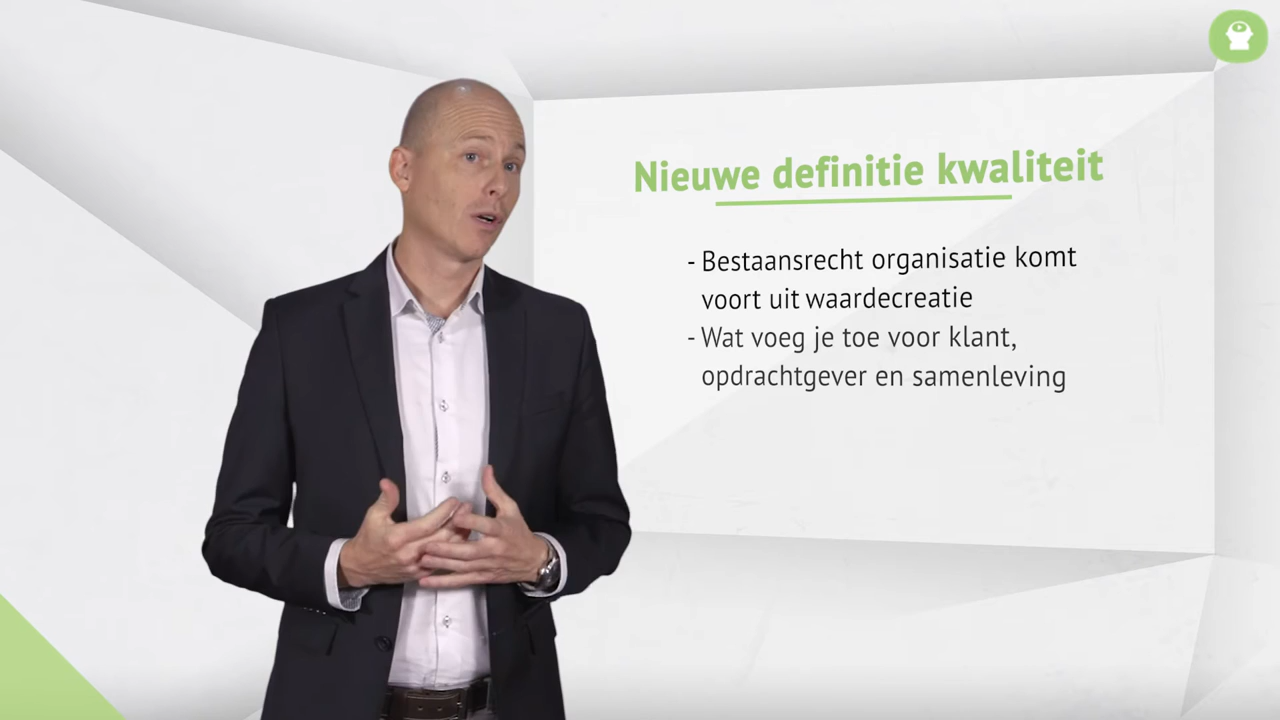 Nieuwe definitie kwaliteit
- Bestaansrecht organisatie komt
voort uit waardecreatie
- Wat voeg je toe voor klant,
opdrachtgever en samenleving